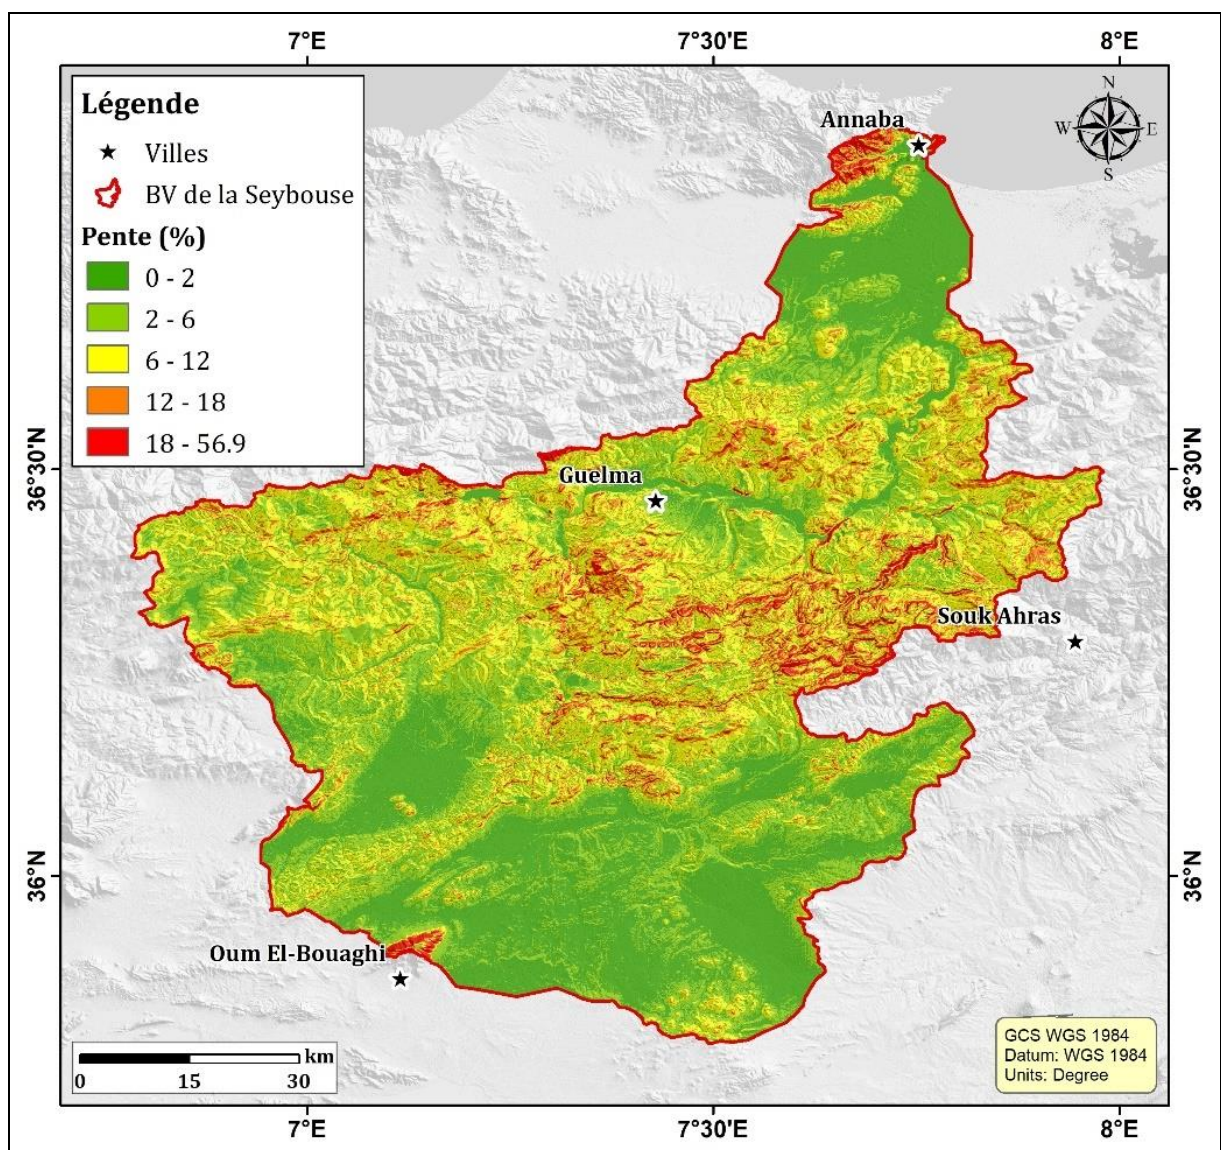 7°E 7°30'E 8°E
Légende
Villes
BV de la Seybouse
Pente (%)
0 - 2
2 - 6
6 - 12
12 - 18
18 - 56.9
N
W E
S
Annaba
36°30'N 36°30'N
Guelma
Souk Ahras
36°N 36°N
Oum El-Bouaghi
km
0 15 30
GCS WGS 1984
Datum: WGS 1984
Units: Degree
7°E 7°30'E 8°E